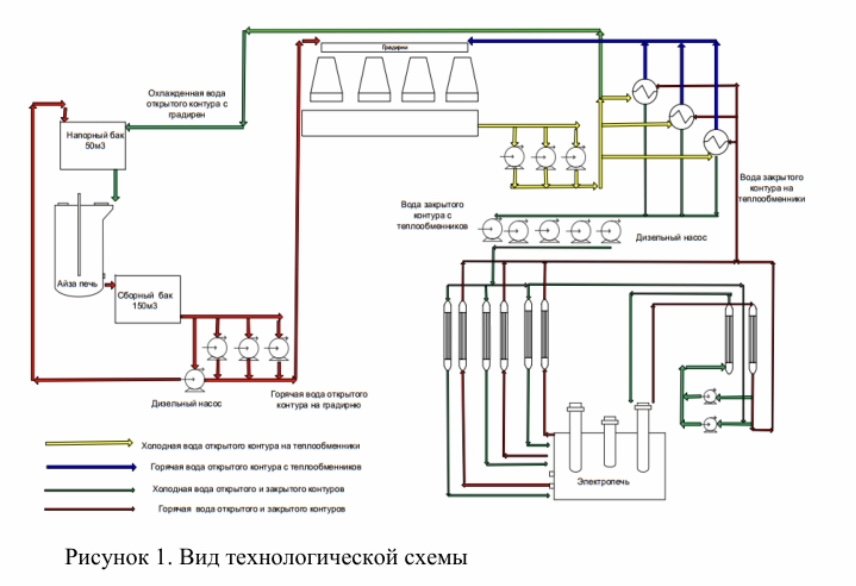 Градирни
Охлажденная вода
открытого контура с
градирен
Напорный бак
50м3
Вода закрытого
контура с
теплообменников
Вода закрытого
контура на
теплообменники
Дизельный насос
Айза печь
Сборный бак
150м3
Дизельный насос
Горячая вода открытого
контура на градирню
Электропечь
Холодная вода открытого контура на теплообменники
Горячая вода открытого контура с теплообменников
Холодная вода открытого и закрытого контуров
Горячая вода открытого и закрытого контуров
Рисунок 1. Вид технологической схемы